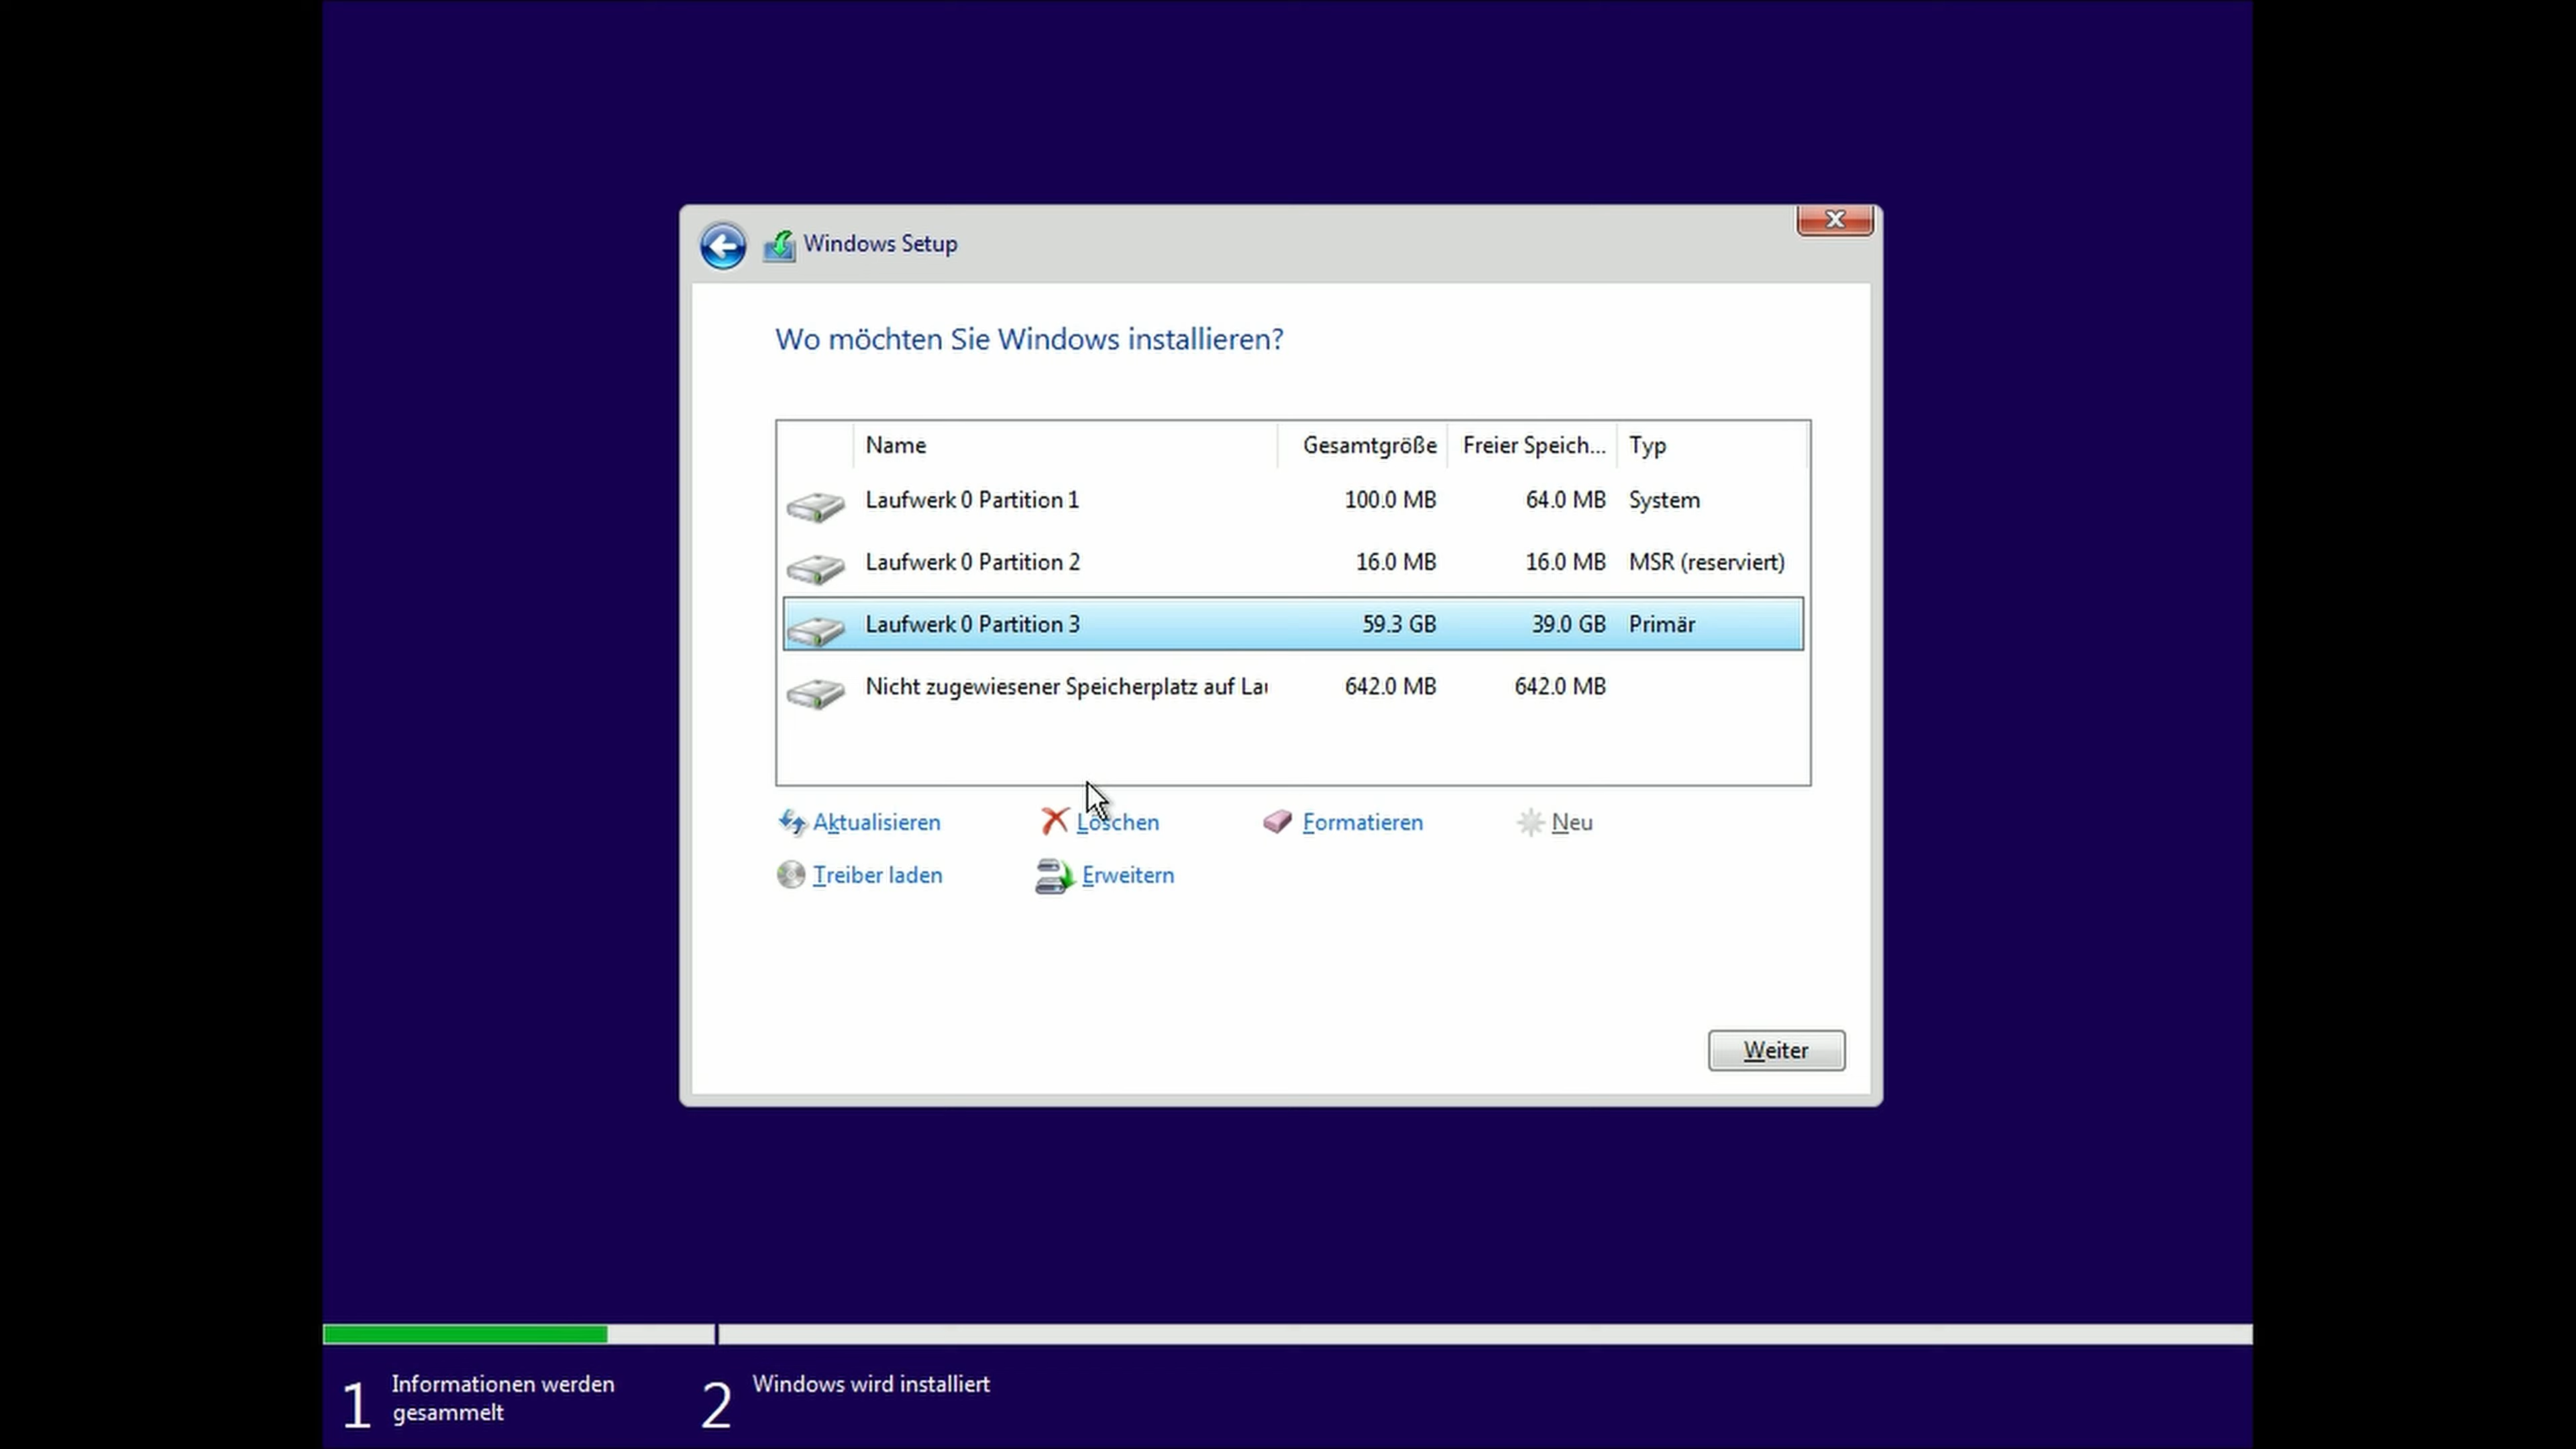 Windows Setup
Wo möchten Sie Windows installieren?
Name Gesamtgröße Freier Speich... Typ
Laufwerk 0 Partition 1 100.0 MB 64.0 MB System
Laufwerk 0 Partition 2 16.0 MB 16.0 MB MSR (reserviert)
Laufwerk 0 Partition 3 59.3 GB 39.0 GB Primär
Nicht zugewiesener Speicherplatz auf 642.0 MB 642.0 MB
Aktualisieren Löschen Formatieren Neu
Treiber laden Erweitern
Weiter
1 Informationen werden
gesammelt
2 Windows wird installiert